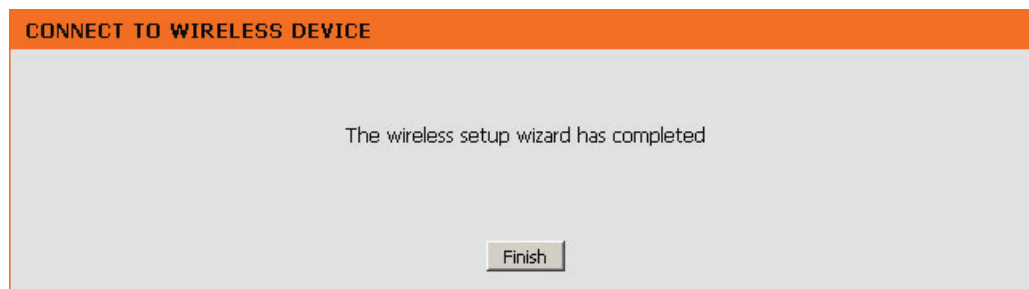 CONNECT TO WIRELESS DEVICE
The wireless setup wizard has completed
Finish